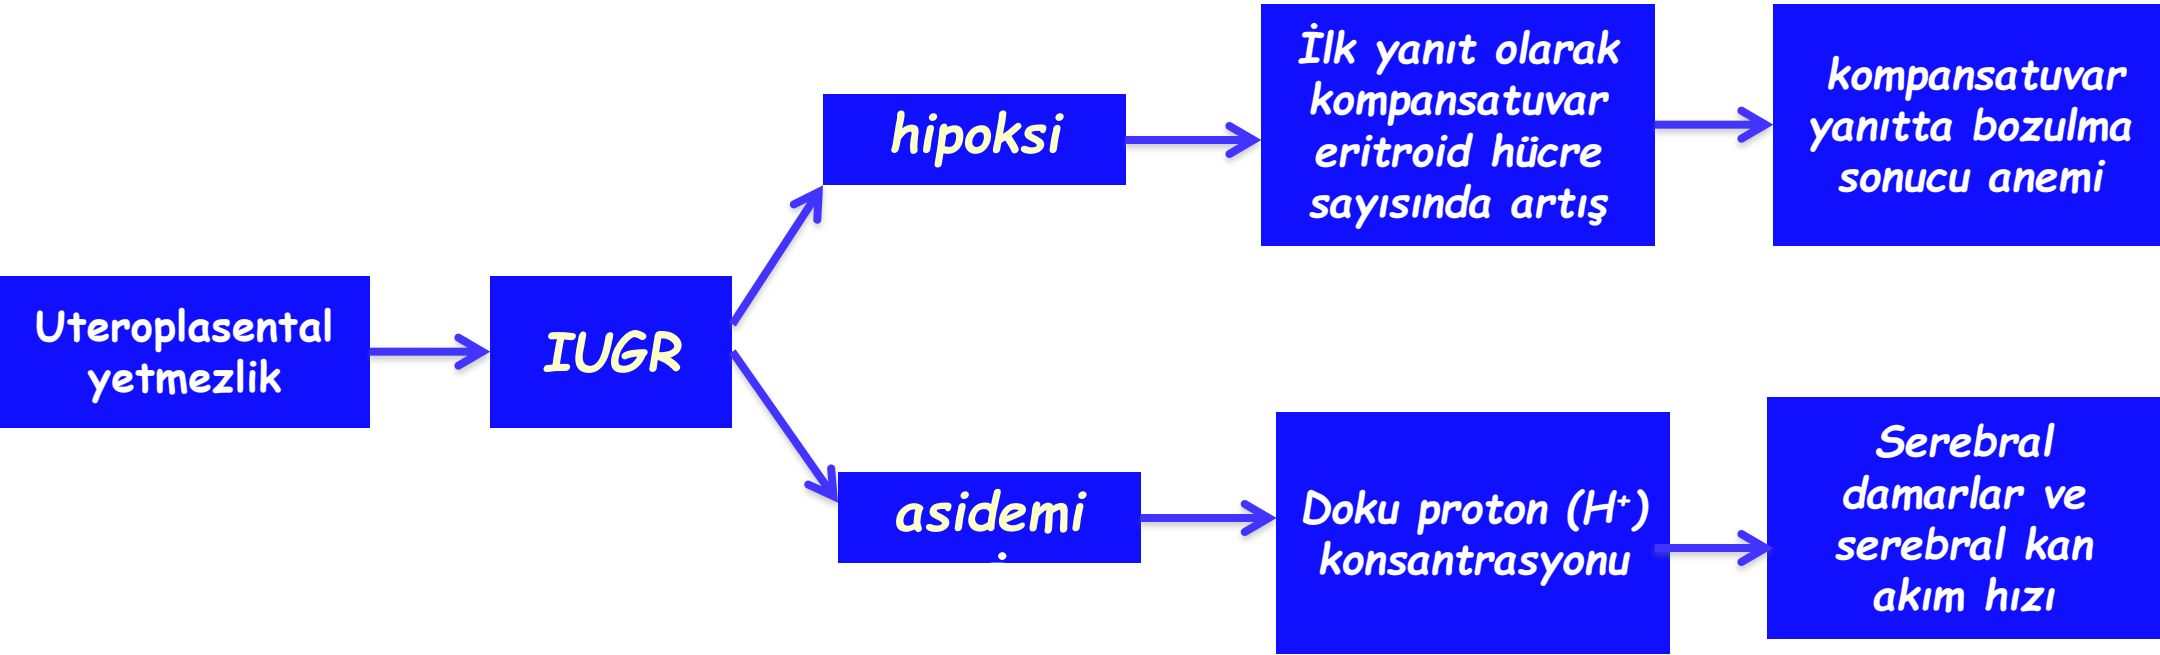 Uteroplasental
yetmezlik
IUGR
hipoksi
İlk yanıt olarak
kompansatuvar
eritroid hücre
sayısında artış
kompansatuvar
yanıtta bozulma
sonucu anemi
asidemi
Doku proton (H⁺)
konsantrasyonu
Serebral
damarlar ve
serebral kan
akım hızı